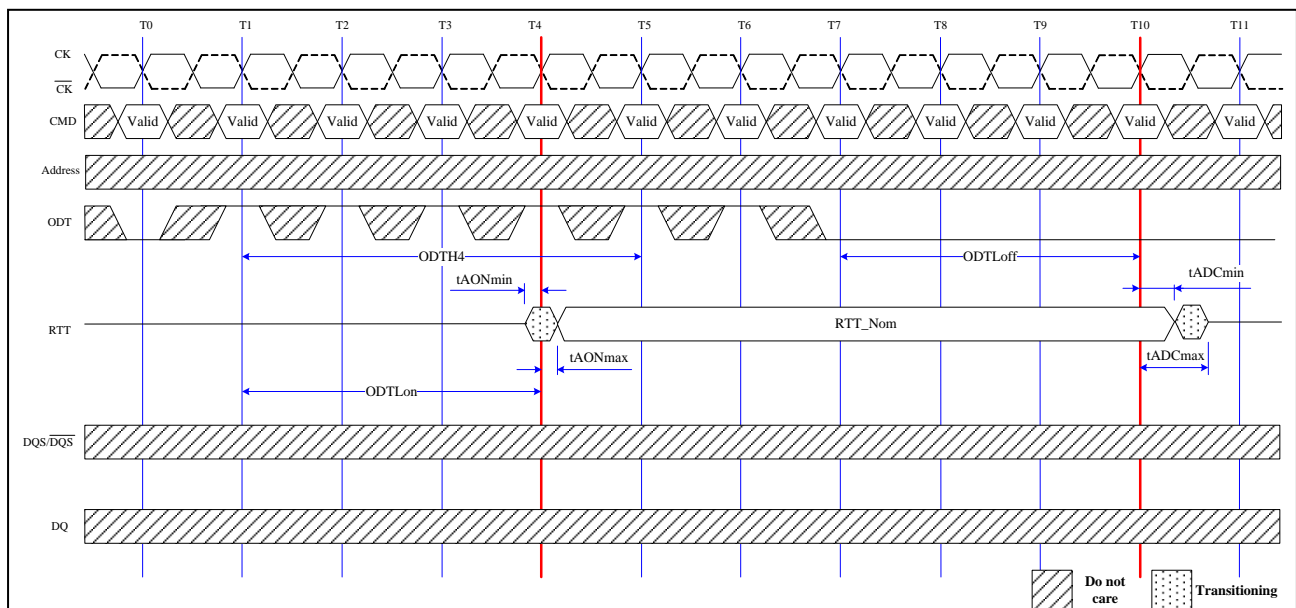 T0 T1 T2 T3 T4 T5 T6 T7 T8 T9 T10 T11
CK
CK
CMD Valid Valid Valid Valid Valid Valid Valid Valid Valid Valid Valid Valid
Address
ODT
ODTH4 ODTLoff
tAONmin tADCmin
RTT RTT_Nom
tAONmax tADCmax
ODTLon
DQS/DQS
DQ
Do not care
Transitioning